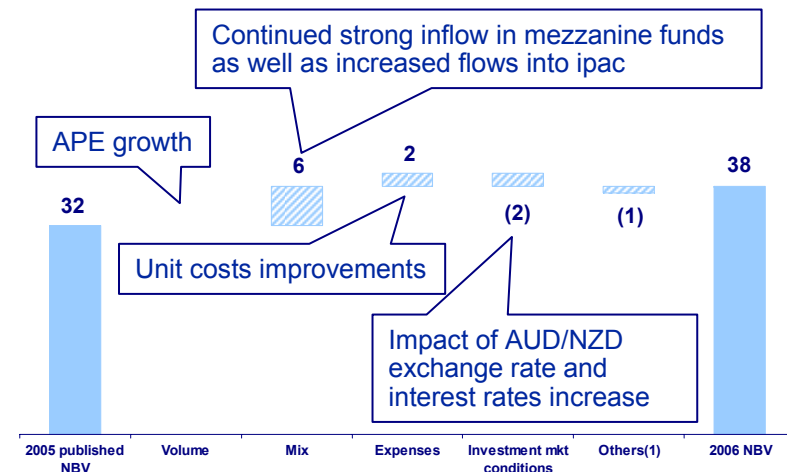 Continued strong inflow in mezzanine funds
as well as increased flows into ipac
APE growth
6
2
38
32
(2)
(1)
Unit costs improvements
Impact of AUD/NZD
exchange rate and
interest rates increase
2005 published
NBV
Volume
Mix
Expenses
Investment mkt
conditions
Others(1)
2006 NBV